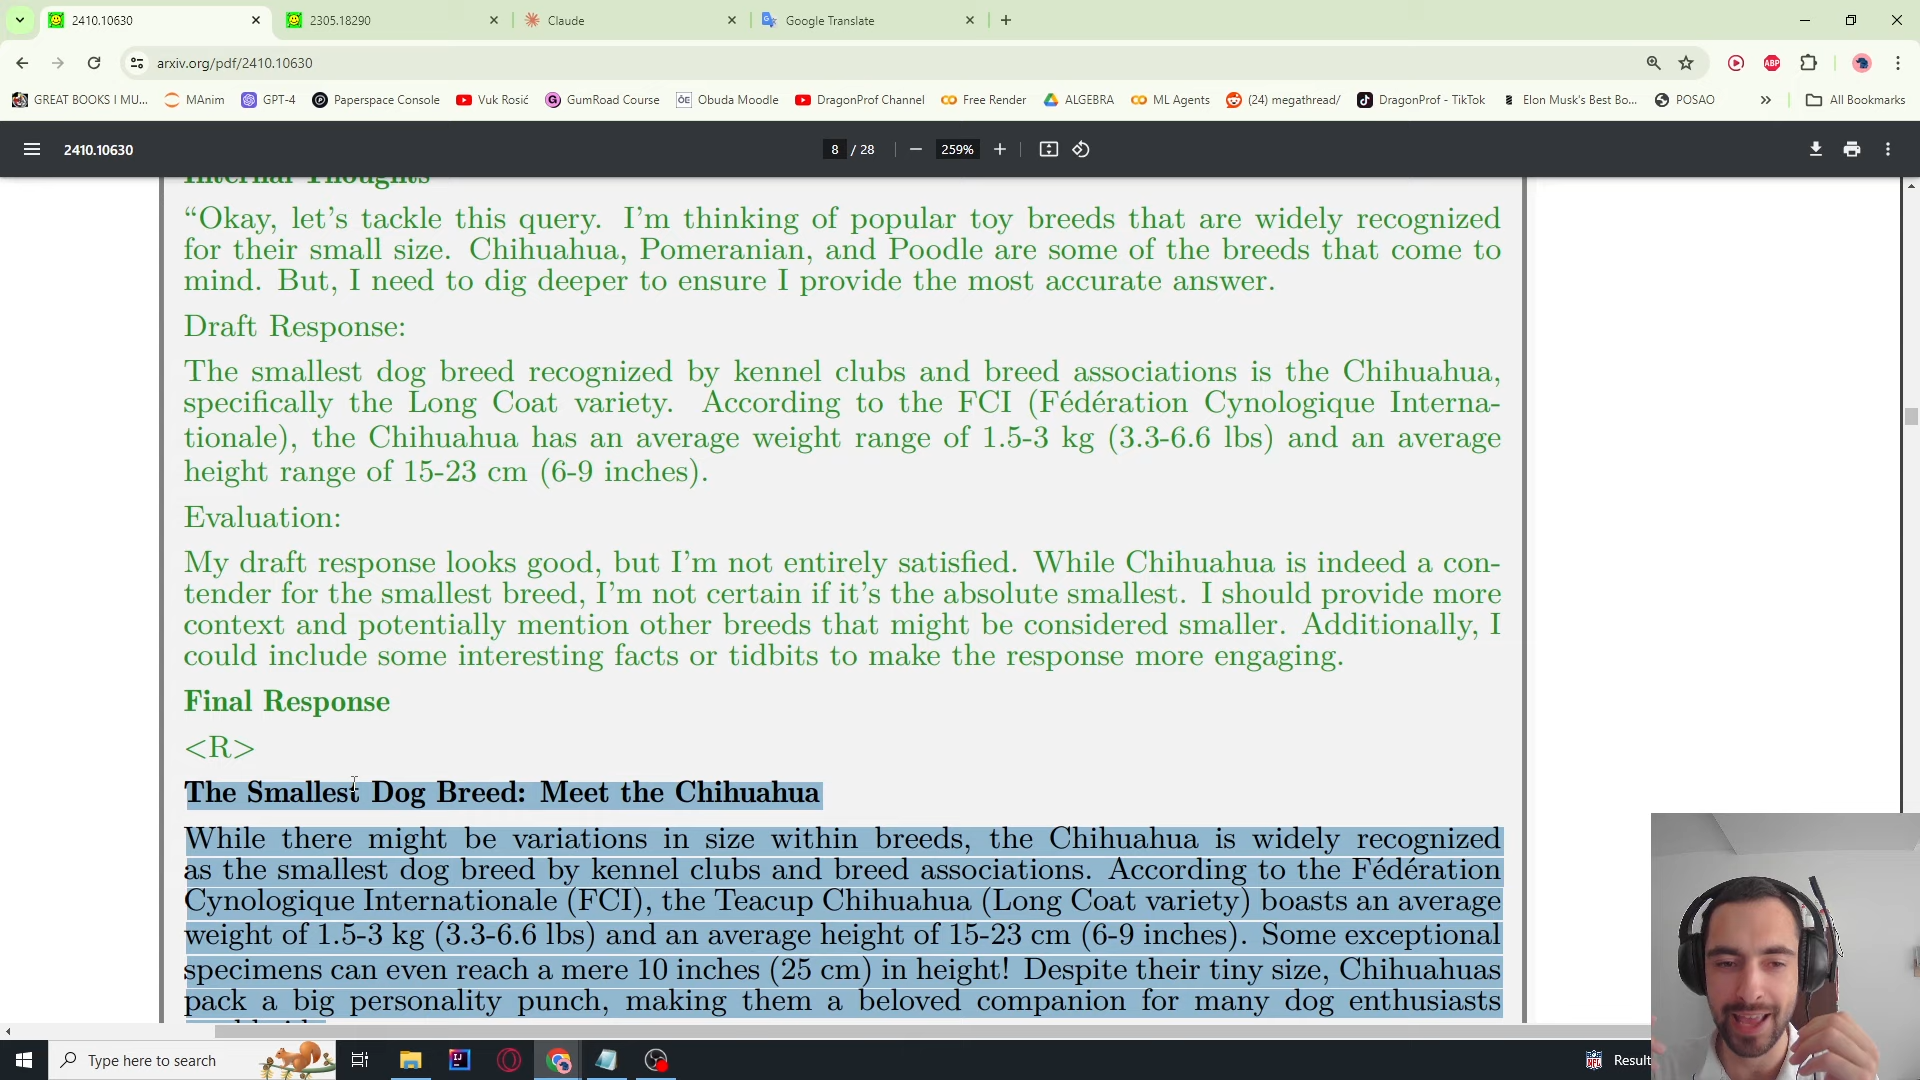 2410.10630
2305.18290
Claude
Google Translate
arxiv.org/pdf/2410.10630
GREAT BOOKS I MU...
MAnim
GPT-4
Paperspace Console
Vuk Rosić
GumRoad Course
Obuda Moodle
DragonProf Channel
Free Render
ALGEBRA
ML Agents
(24) megathread/
DragonProf - TikTok
Elon Musk's Best Bo...
POSAO
All Bookmarks
2410.10630
8 / 28
259%
Internal Thoughts
“Okay, let’s tackle this query. I’m thinking of popular toy breeds that are widely recognized
for their small size. Chihuahua, Pomeranian, and Poodle are some of the breeds that come to
mind. But, I need to dig deeper to ensure I provide the most accurate answer.
Draft Response:
The smallest dog breed recognized by kennel clubs and breed associations is the Chihuahua,
specifically the Long Coat variety. According to the FCI (Fédération Cynologique Interna-
tionale), the Chihuahua has an average weight range of 1.5-3 kg (3.3-6.6 lbs) and an average
height range of 15-23 cm (6-9 inches).
Evaluation:
My draft response looks good, but I’m not entirely satisfied. While Chihuahua is indeed a con-
tender for the smallest breed, I’m not certain if it’s the absolute smallest. I should provide more
context and potentially mention other breeds that might be considered smaller. Additionally, I
could include some interesting facts or tidbits to make the response more engaging.
Final Response
<R>
The Smallest Dog Breed: Meet the Chihuahua
While there might be variations in size within breeds, the Chihuahua is widely recognized
as the smallest dog breed by kennel clubs and breed associations. According to the Fédération
Cynologique Internationale (FCI), the Teacup Chihuahua (Long Coat variety) boasts an average
weight of 1.5-3 kg (3.3-6.6 lbs) and an average height of 15-23 cm (6-9 inches). Some exceptional
specimens can even reach a mere 10 inches (25 cm) in height! Despite their tiny size, Chihuahuas
pack a big personality punch, making them a beloved companion for many dog enthusiasts
Type here to search
Result